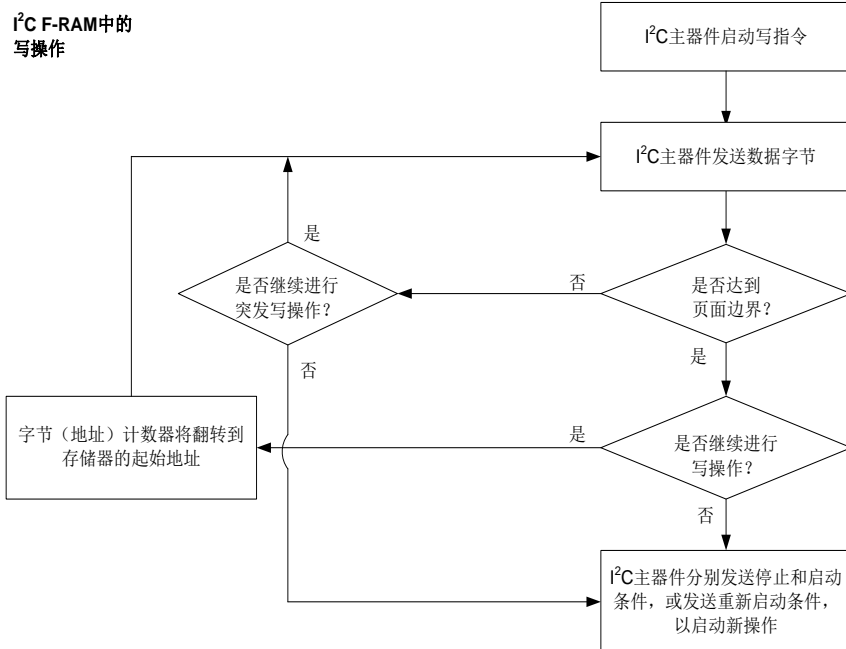 I²C F-RAM中的
写操作
I²C主器件启动写指令
I²C主器件发送数据字节
是
是否继续进行
突发写操作？
否
是否达到
页面边界？
否
是
字节（地址）计数器将翻转到
存储器的起始地址
是
是否继续进行
写操作？
否
I²C主器件分别发送停止和启动
条件，或发送重新启动条件，
以启动新操作